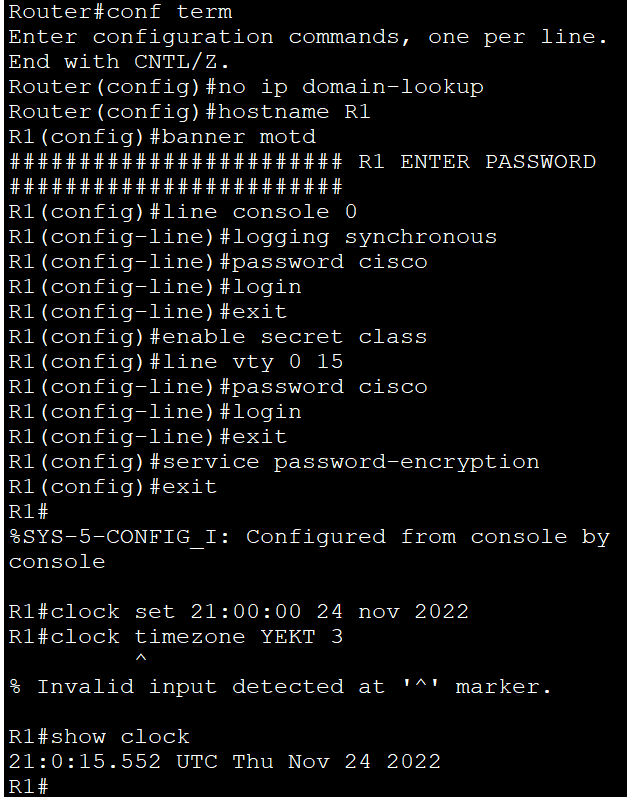 Router#conf term
Enter configuration commands, one per line.
End with CNTL/Z.
Router(config)#no ip domain-lookup
Router(config)#hostname R1
R1(config)#banner motd
######################## R1 ENTER PASSWORD
########################
R1(config)#line console 0
R1(config-line)#logging synchronous
R1(config-line)#password cisco
R1(config-line)#login
R1(config-line)#exit
R1(config)#enable secret class
R1(config)#line vty 0 15
R1(config-line)#password cisco
R1(config-line)#login
R1(config-line)#exit
R1(config)#service password-encryption
R1(config)#exit
R1#
%SYS-5-CONFIG_I: Configured from console by
console
R1#clock set 21:00:00 24 nov 2022
R1#clock timezone YEKT 3
^
% Invalid input detected at '^' marker.
R1#show clock
21:0:15.552 UTC Thu Nov 24 2022
R1#